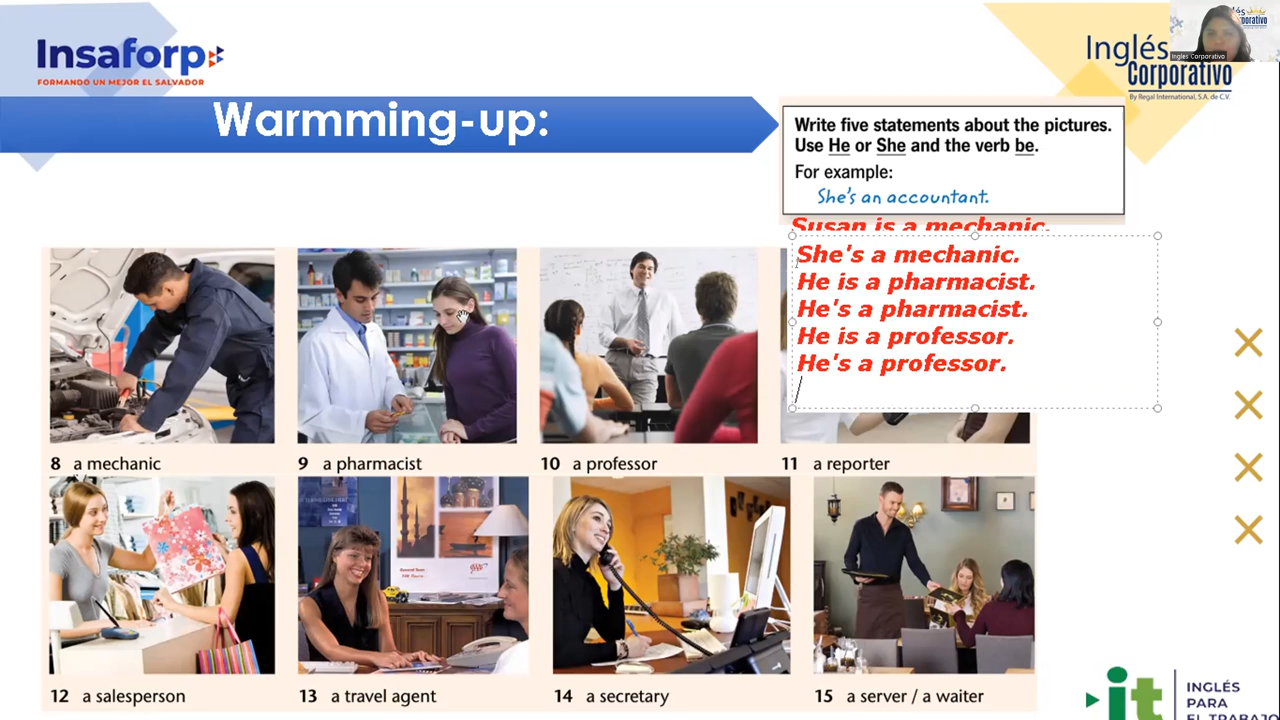 Insaforp
FORMANDO UN MEJOR EL SALVADOR
Inglés
Corporativo
By Regal International, S.A. de C.V.
Ingles Corporativo
Warmming-up:
Write five statements about the pictures.
Use He or She and the verb be.
For example:
She's an accountant.
Susan is a mechanic.
She's a mechanic.
He is a pharmacist.
He's a pharmacist.
He is a professor.
He's a professor.
8 a mechanic
9 a pharmacist
10 a professor
11 a reporter
12 a salesperson
13 a travel agent
14 a secretary
15 a server / a waiter
it
INGLÉS
PARA
EL TRABAJO